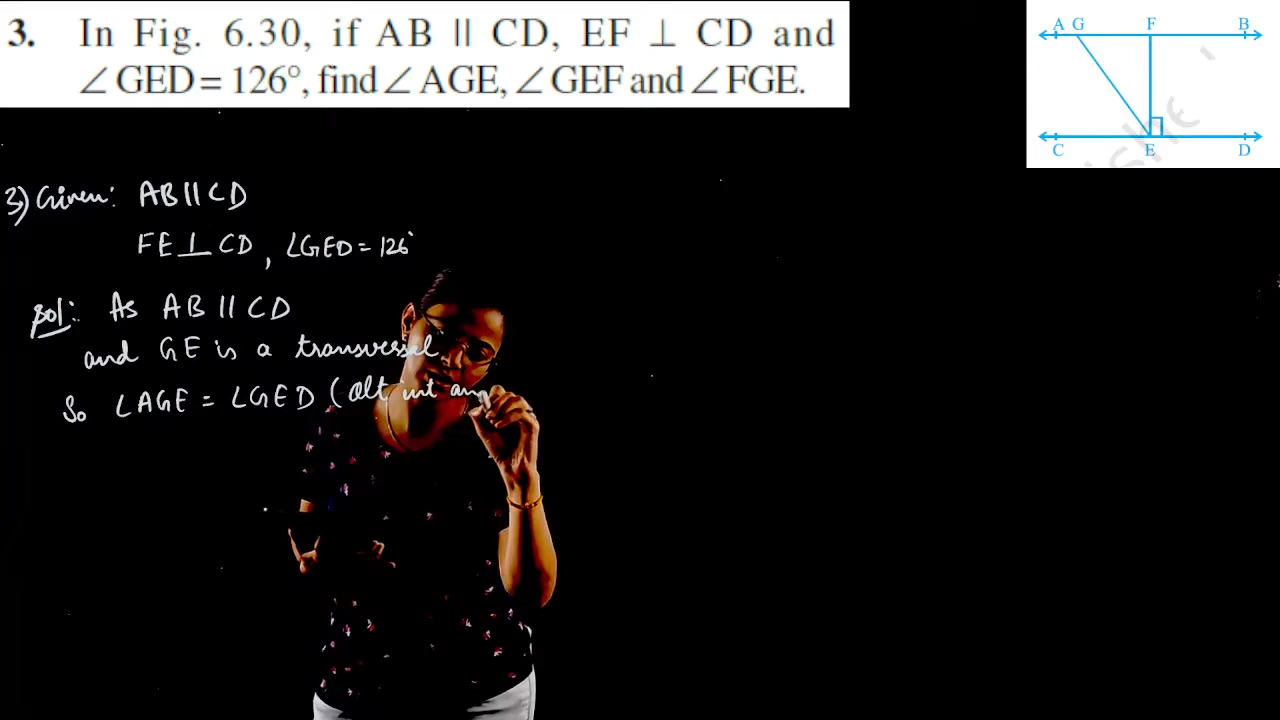 3. In Fig. 6.30, if AB || CD, EF ⊥ CD and
∠ GED = 126°, find ∠ AGE, ∠ GEF and ∠ FGE.
A G F B
C E D
3) Given: AB || CD
FE ⊥ CD, ∠GED = 126°
Sol: As AB || CD
and GE is a transversal
So ∠AGE = ∠GED (alt int ang